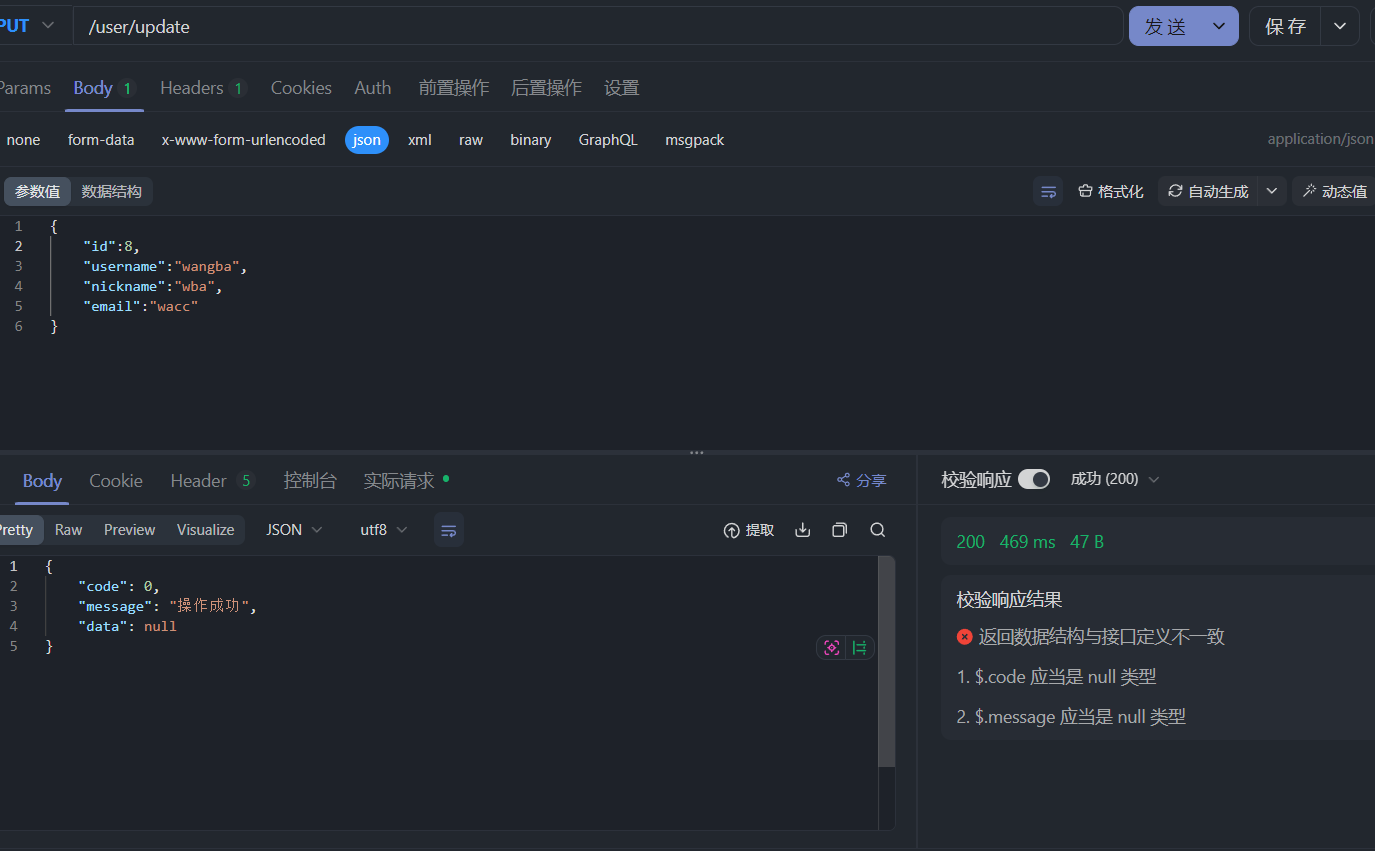 PUT /user/update 发送 保存
Params Body 1 Headers 1 Cookies Auth 前置操作 后置操作 设置
none form-data x-www-form-urlencoded json xml raw binary GraphQL msgpack application/json
参数值 数据结构 格式化 自动生成 动态值
1 {
2 "id":8,
3 "username":"wangba",
4 "nickname":"wba",
5 "email":"wacc"
6 }
Body Cookie Header 5 控制台 实际请求 分享
Pretty Raw Preview Visualize JSON utf8 提取
1 {
2 "code": 0,
3 "message": "操作成功",
4 "data": null
5 }
校验响应 成功 (200)
200 469 ms 47 B
校验响应结果
返回数据结构与接口定义不一致
1. $.code 应当是 null 类型
2. $.message 应当是 null 类型